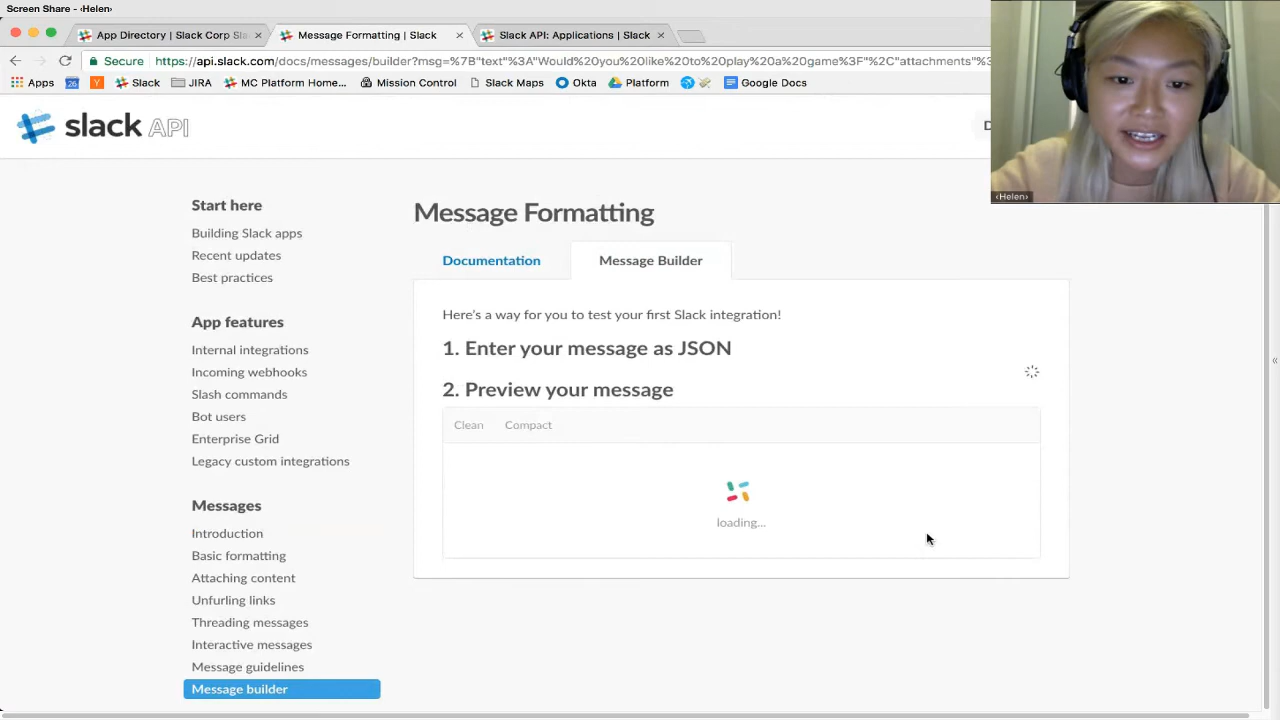 Screen Share - ‹Helen›
App Directory | Slack Corp Sla
Message Formatting | Slack
Slack API: Applications | Slack
Secure
https://api.slack.com/docs/messages/builder?msg=%7B"text"%3A"Would%20you%20like%20to%20play%20a%20game%3F"%2C"attachments"%3
Apps
26
Y
Slack
JIRA
MC Platform Home...
Mission Control
Slack Maps
Okta
Platform
Google Docs
slack API
D
‹Helen›
Start here
Building Slack apps
Recent updates
Best practices
App features
Internal integrations
Incoming webhooks
Slash commands
Bot users
Enterprise Grid
Legacy custom integrations
Messages
Introduction
Basic formatting
Attaching content
Unfurling links
Threading messages
Interactive messages
Message guidelines
Message builder
Message Formatting
Documentation
Message Builder
Here's a way for you to test your first Slack integration!
1. Enter your message as JSON
2. Preview your message
Clean
Compact
loading...